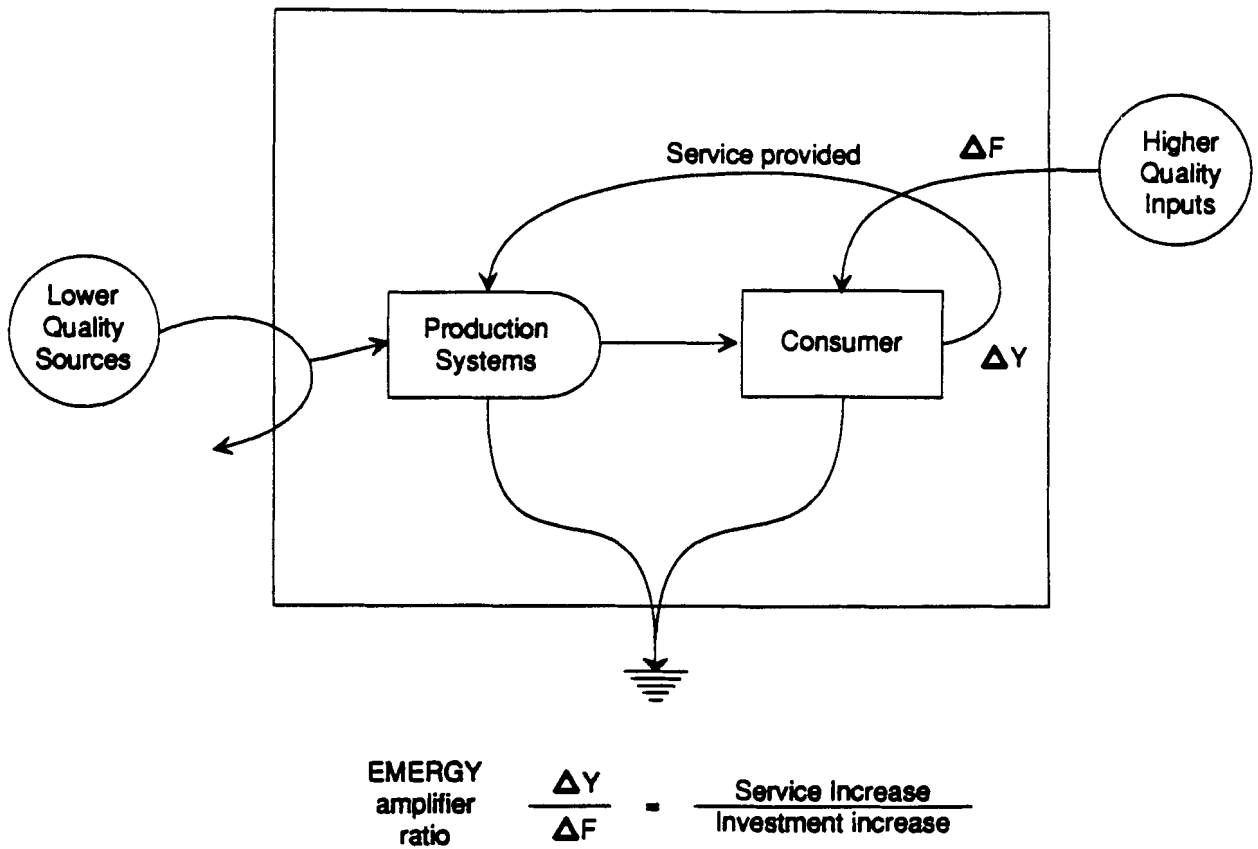 Service provided
ΔF
Higher
Quality
Inputs
Lower
Quality
Sources
Production
Systems
Consumer
ΔY
EMERGY
amplifier
ratio
ΔY
ΔF
=
Service Increase
Investment increase